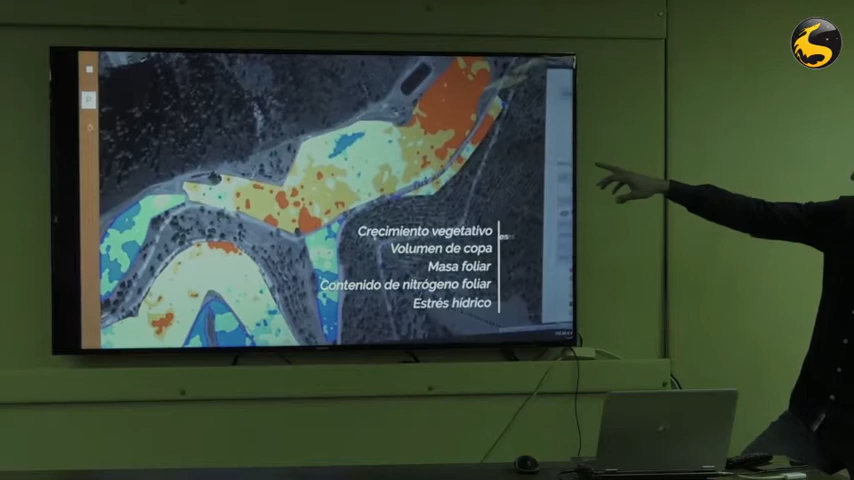 Crecimiento vegetativo
Volumen de copa
Masa foliar
Contenido de nitrógeno foliar
Estrés hídrico